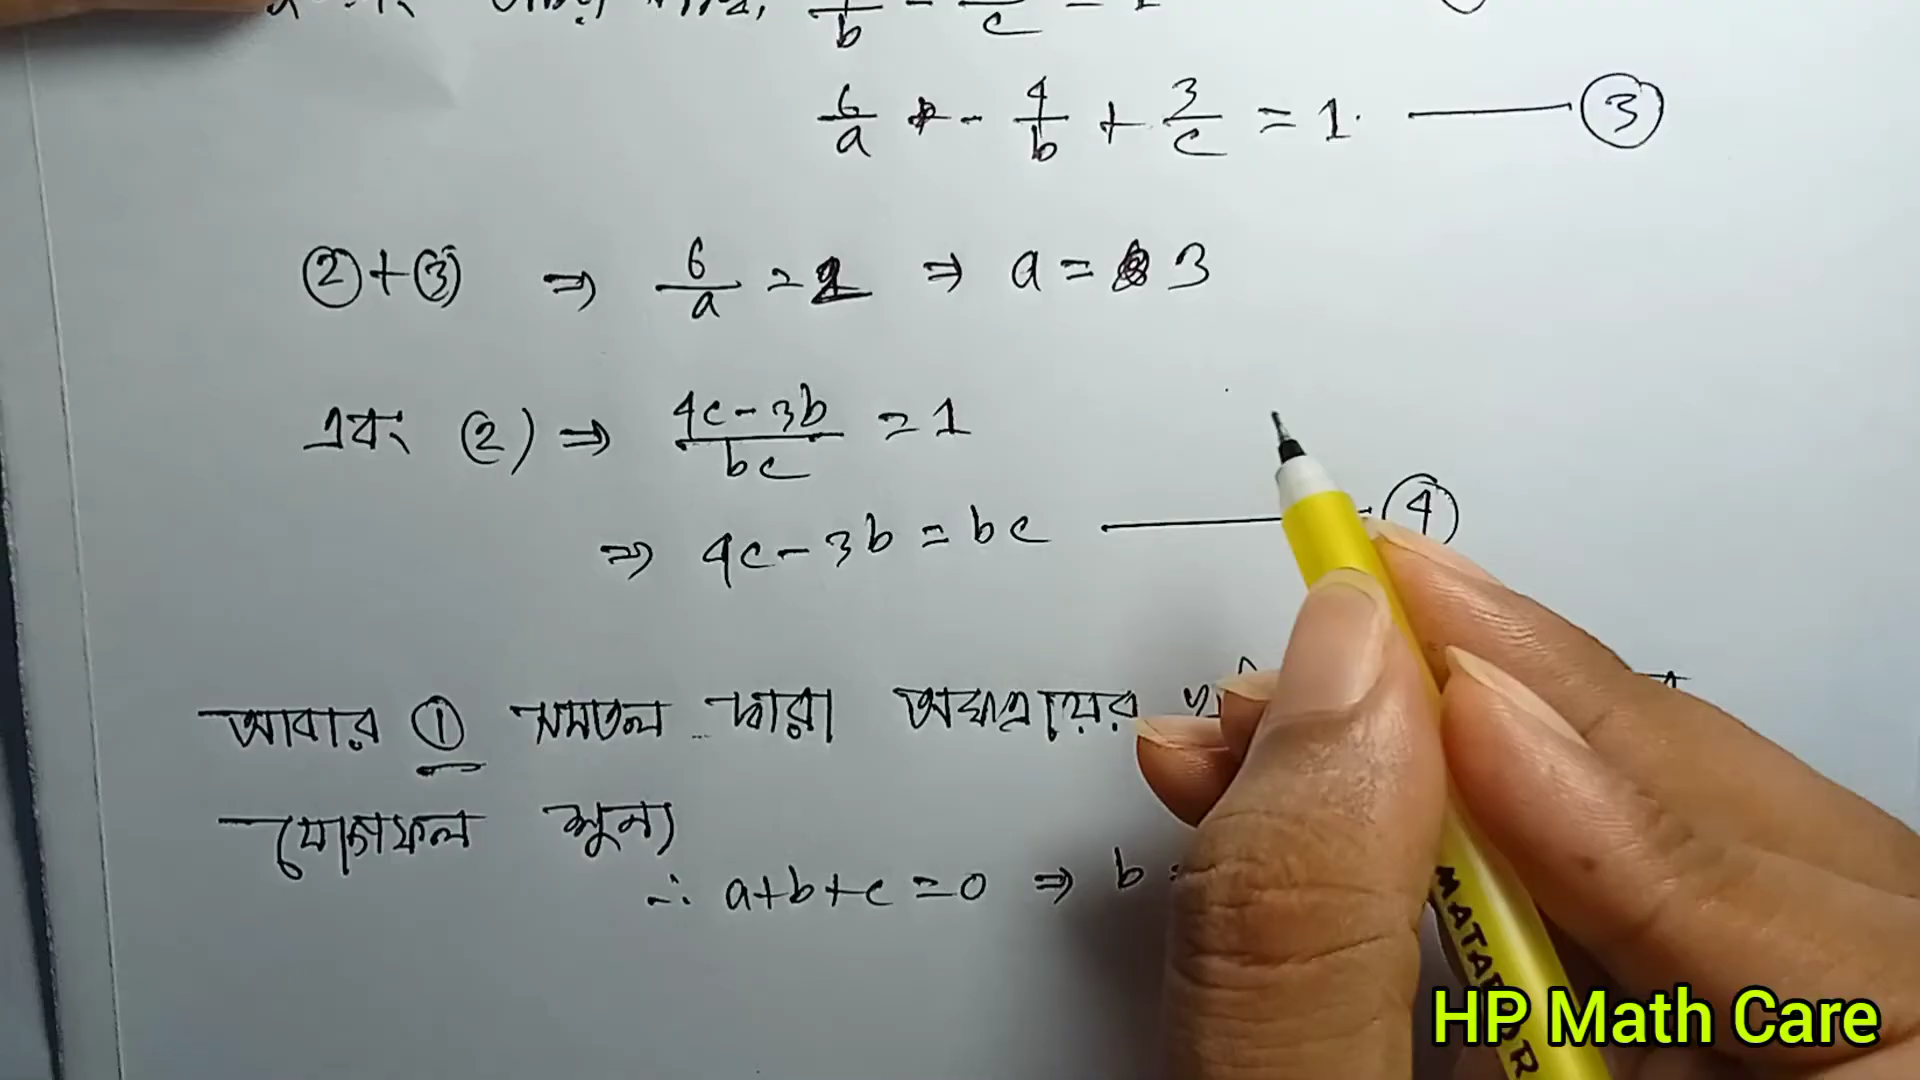 b c
6/a - 4/b + 3/c = 1. ③
② + ③ ⇒ 6/a = 2 ⇒ a = 3
এবং (2) ⇒ (4c - 3b)/bc = 1
⇒ 4c - 3b = bc ④
আবার ① সমতল দ্বারা অক্ষত্রয়ের
যোগফল শূন্য
∴ a+b+c = 0 ⇒ b =
MATADOR
HP Math Care